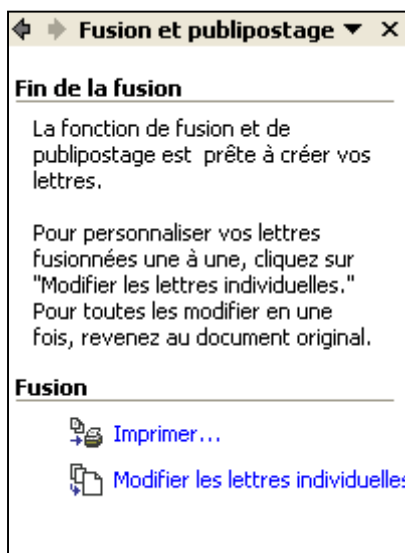 Fusion et publipostage
Fin de la fusion
La fonction de fusion et de
publipostage est prête à créer vos
lettres.
Pour personnaliser vos lettres
fusionnées une à une, cliquez sur
"Modifier les lettres individuelles."
Pour toutes les modifier en une
fois, revenez au document original.
Fusion
Imprimer...
Modifier les lettres individuelles